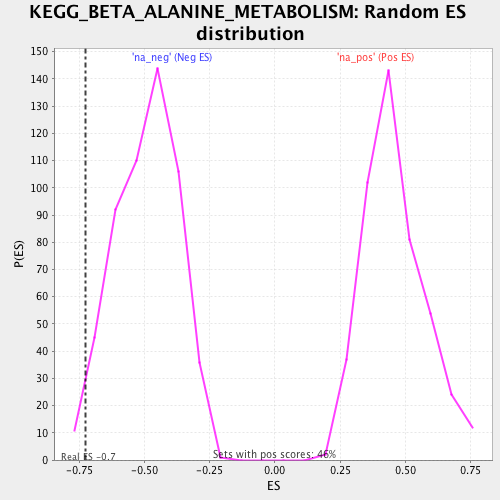 KEGG_BETA_ALANINE_METABOLISM: Random ES
distribution
'na_neg' (Neg ES)
'na_pos' (Pos ES)
150
140
130
120
110
100
90
80
70
60
50
40
30
20
10
0
P(ES)
Real ES -0.7
Sets with pos scores: 46%
-0.75
-0.50
-0.25
0.00
0.25
0.50
0.75
ES